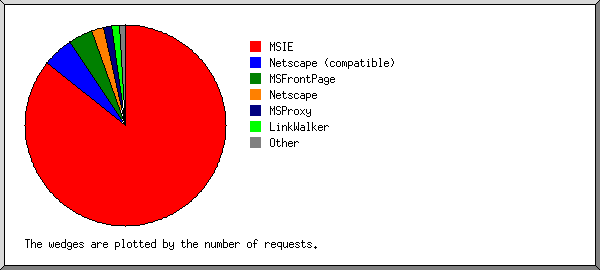 MSIE
Netscape (compatible)
MSFrontPage
Netscape
MSProxy
LinkWalker
Other
The wedges are plotted by the number of requests.